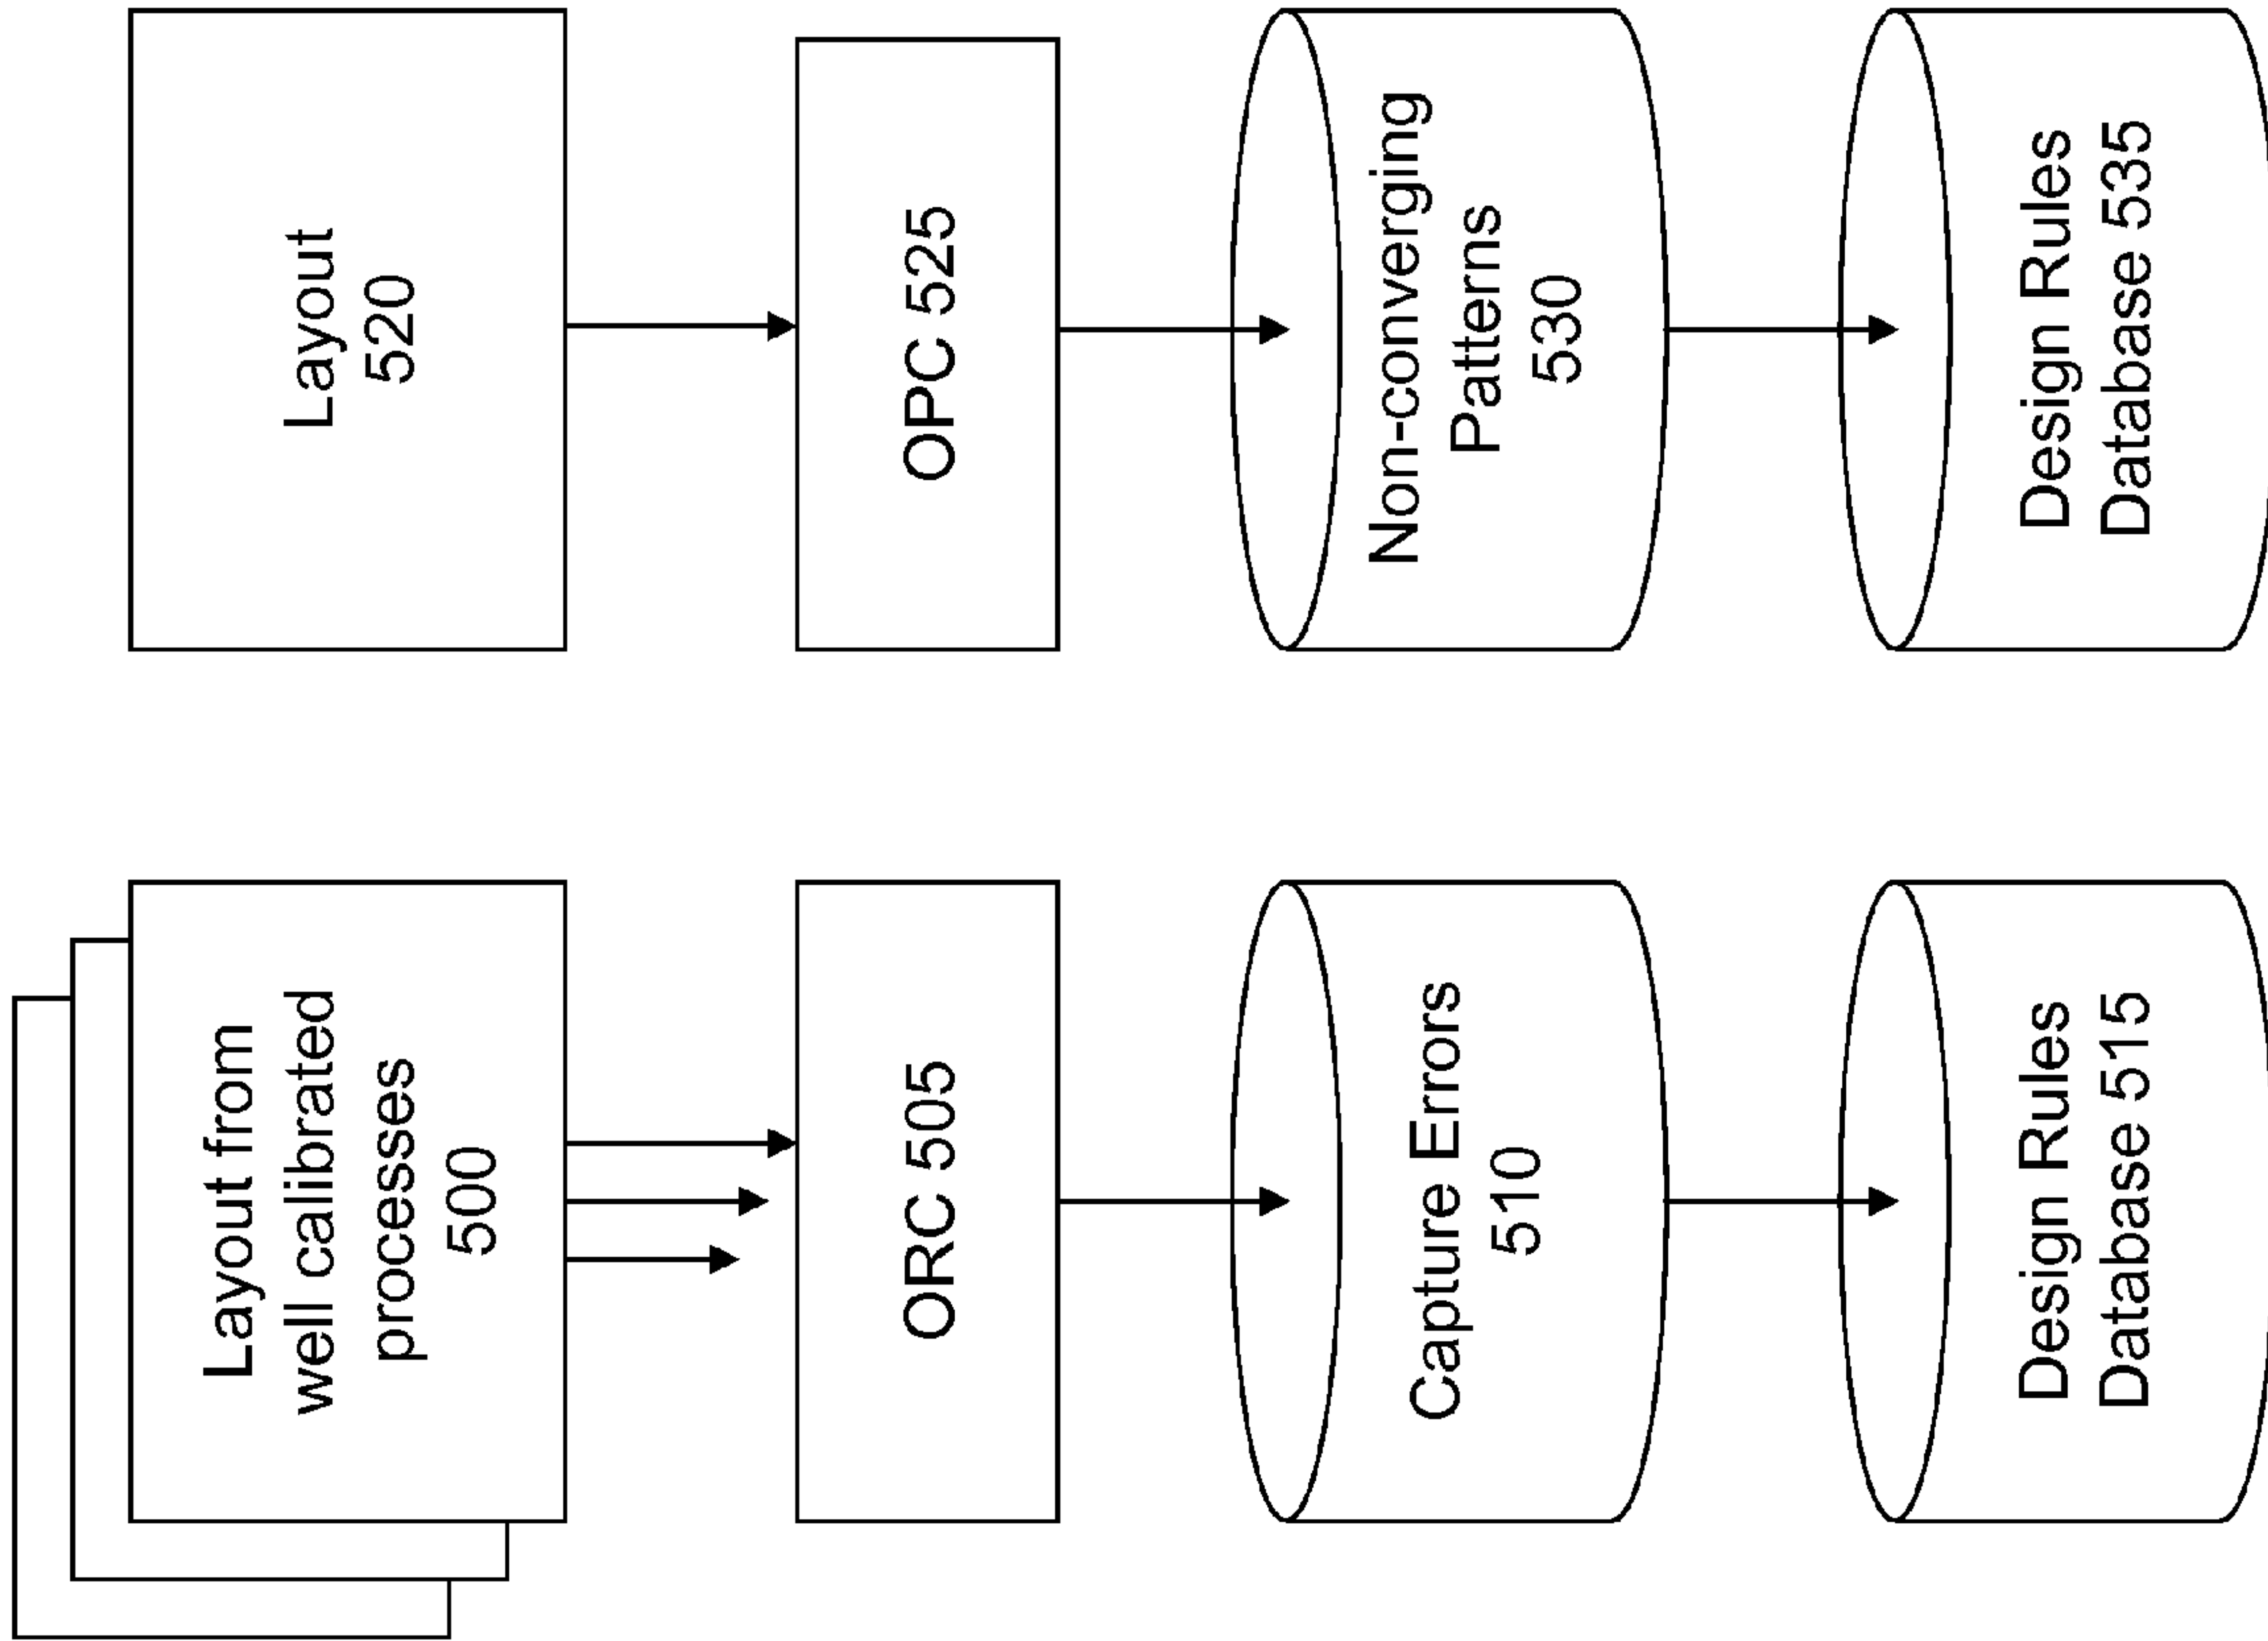 Layout from
well calibrated
processes
500
ORC 505
Capture Errors
510
Design Rules
Database 515
Layout
520
OPC 525
Non-converging
Patterns
530
Design Rules
Database 535